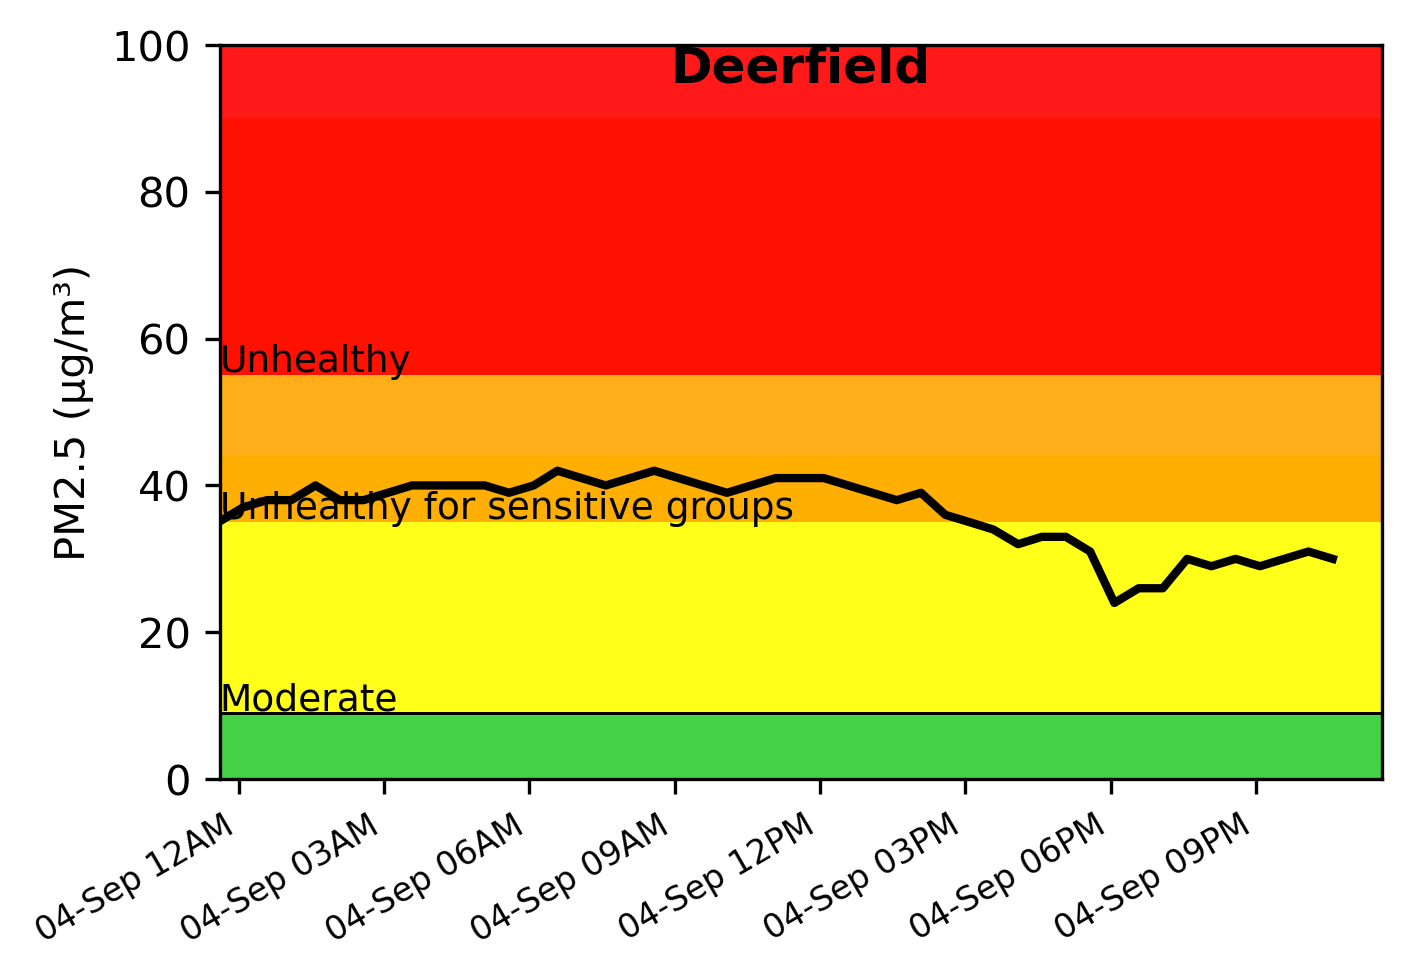 Deerfield
100
80
60
40
20
0
PM2.5 (µg/m³)
Unhealthy
Unhealthy for sensitive groups
Moderate
04-Sep 12AM
04-Sep 03AM
04-Sep 06AM
04-Sep 09AM
04-Sep 12PM
04-Sep 03PM
04-Sep 06PM
04-Sep 09PM